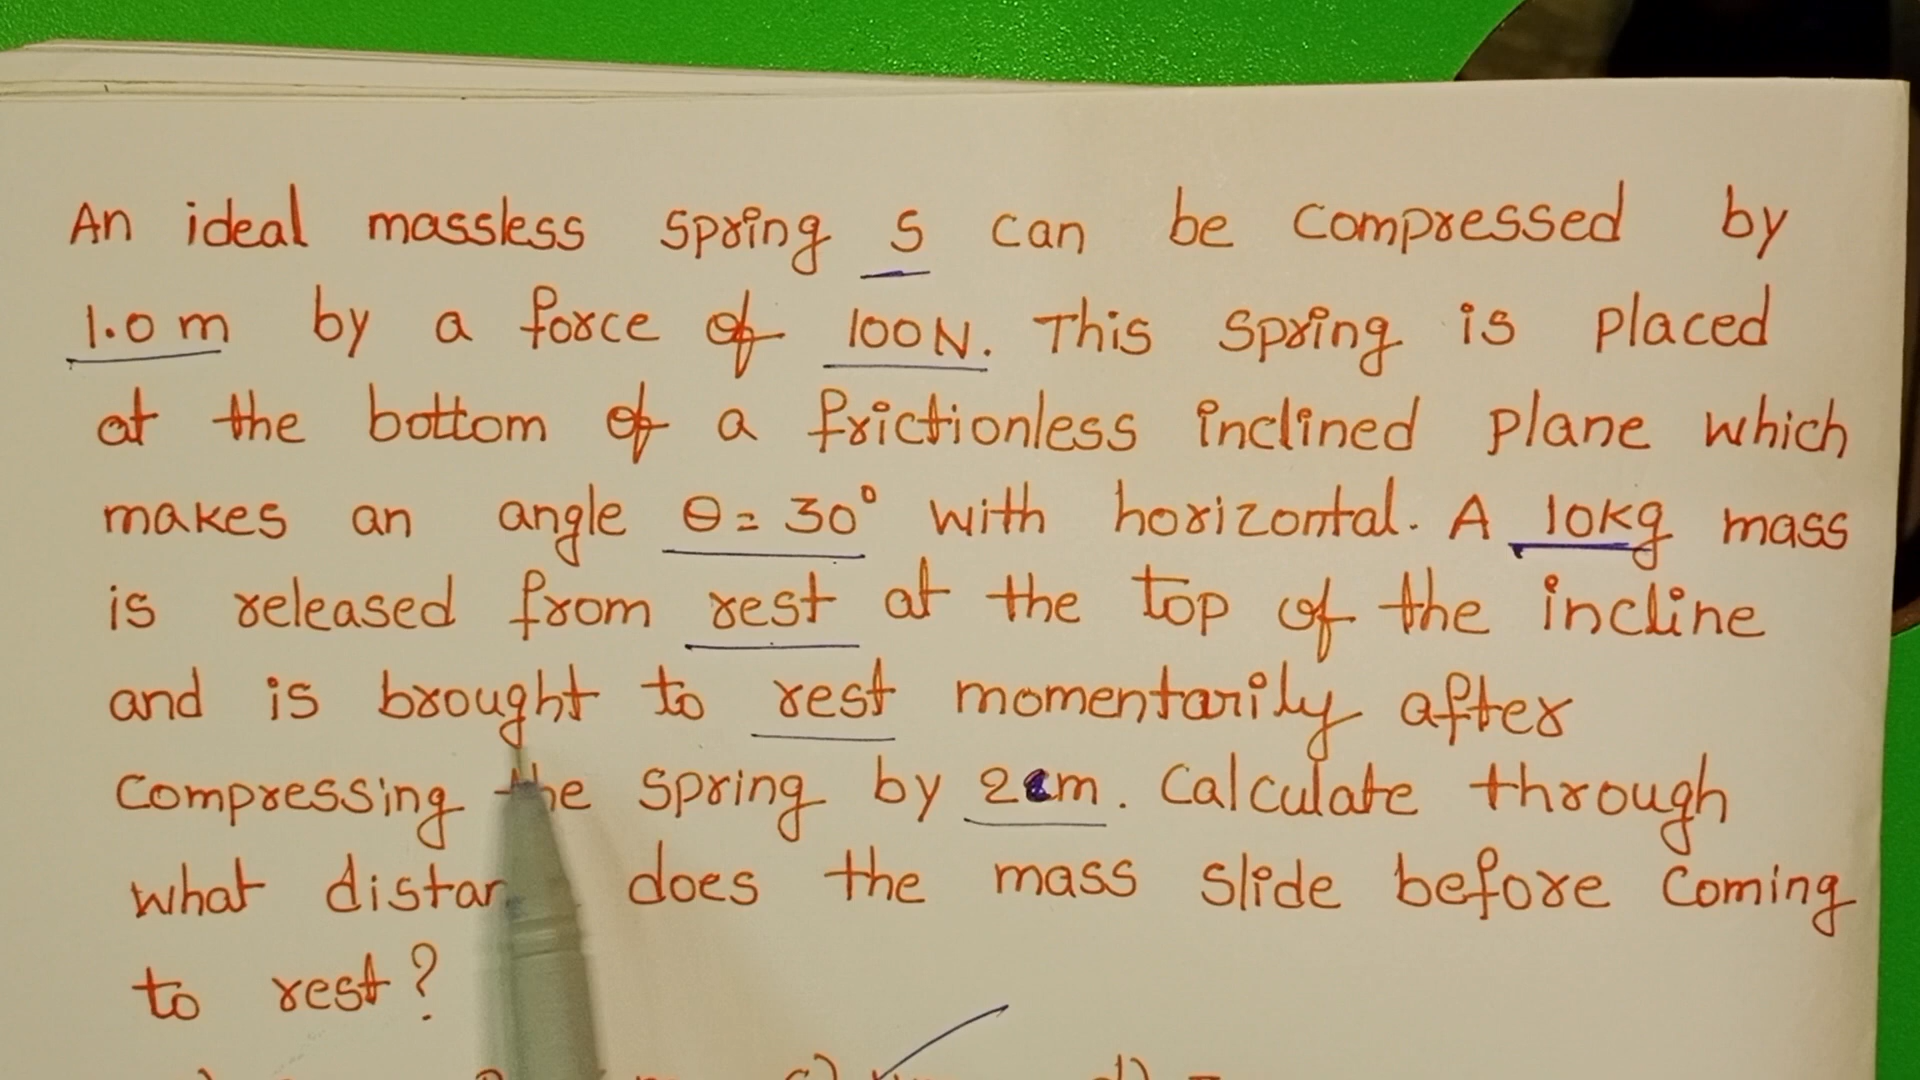 An ideal massless spring S can be compressed by
1.0 m by a force of 100 N. This spring is placed
at the bottom of a frictionless inclined plane which
makes an angle θ = 30° with horizontal. A 10kg mass
is released from rest at the top of the incline
and is brought to rest momentarily after
compressing the spring by 2 m. Calculate through
what does the mass slide before coming
to rest?